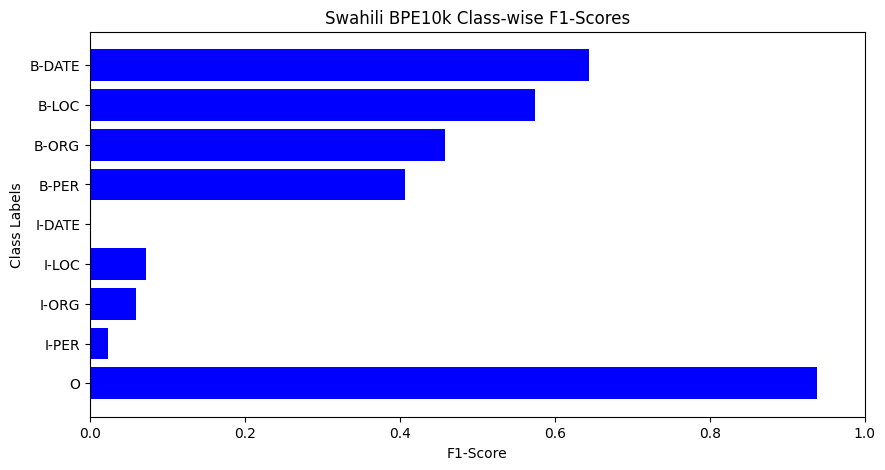 Swahili BPE10k Class-wise F1-Scores
B-DATE
B-LOC
B-ORG
B-PER
I-DATE
I-LOC
I-ORG
I-PER
O
Class Labels
0.0 0.2 0.4 0.6 0.8 1.0
F1-Score